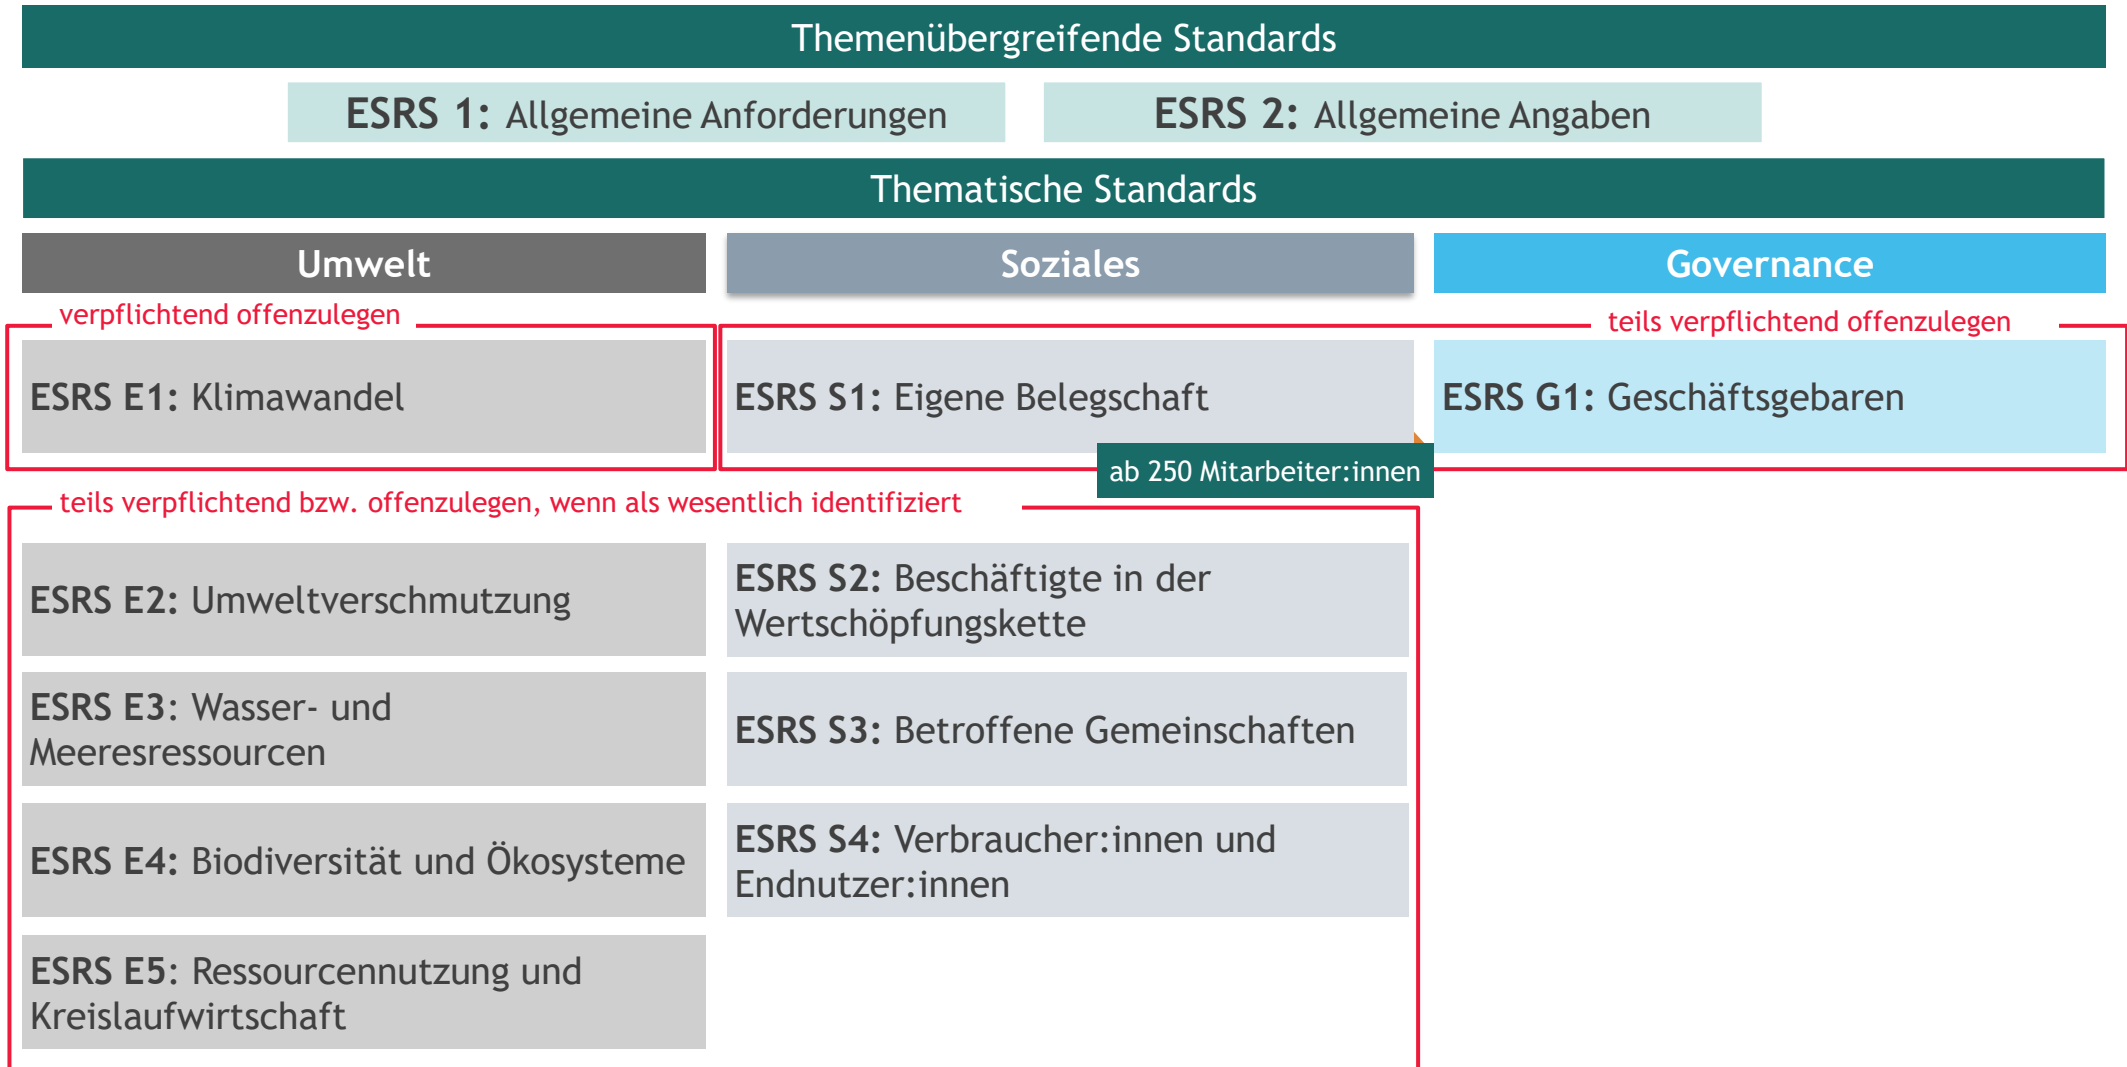 Themenübergreifende Standards
ESRS 1: Allgemeine Anforderungen
ESRS 2: Allgemeine Angaben
Thematische Standards
Umwelt
Soziales
Governance
verpflichtend offenzulegen
teils verpflichtend offenzulegen
ESRS E1: Klimawandel
ESRS S1: Eigene Belegschaft
ESRS G1: Geschäftsgebaren
ab 250 Mitarbeiter:innen
teils verpflichtend bzw. offenzulegen, wenn als wesentlich identifiziert
ESRS E2: Umweltverschmutzung
ESRS S2: Beschäftigte in der
Wertschöpfungskette
ESRS E3: Wasser- und
Meeresressourcen
ESRS S3: Betroffene Gemeinschaften
ESRS E4: Biodiversität und Ökosysteme
ESRS S4: Verbraucher:innen und
Endnutzer:innen
ESRS E5: Ressourcennutzung und
Kreislaufwirtschaft